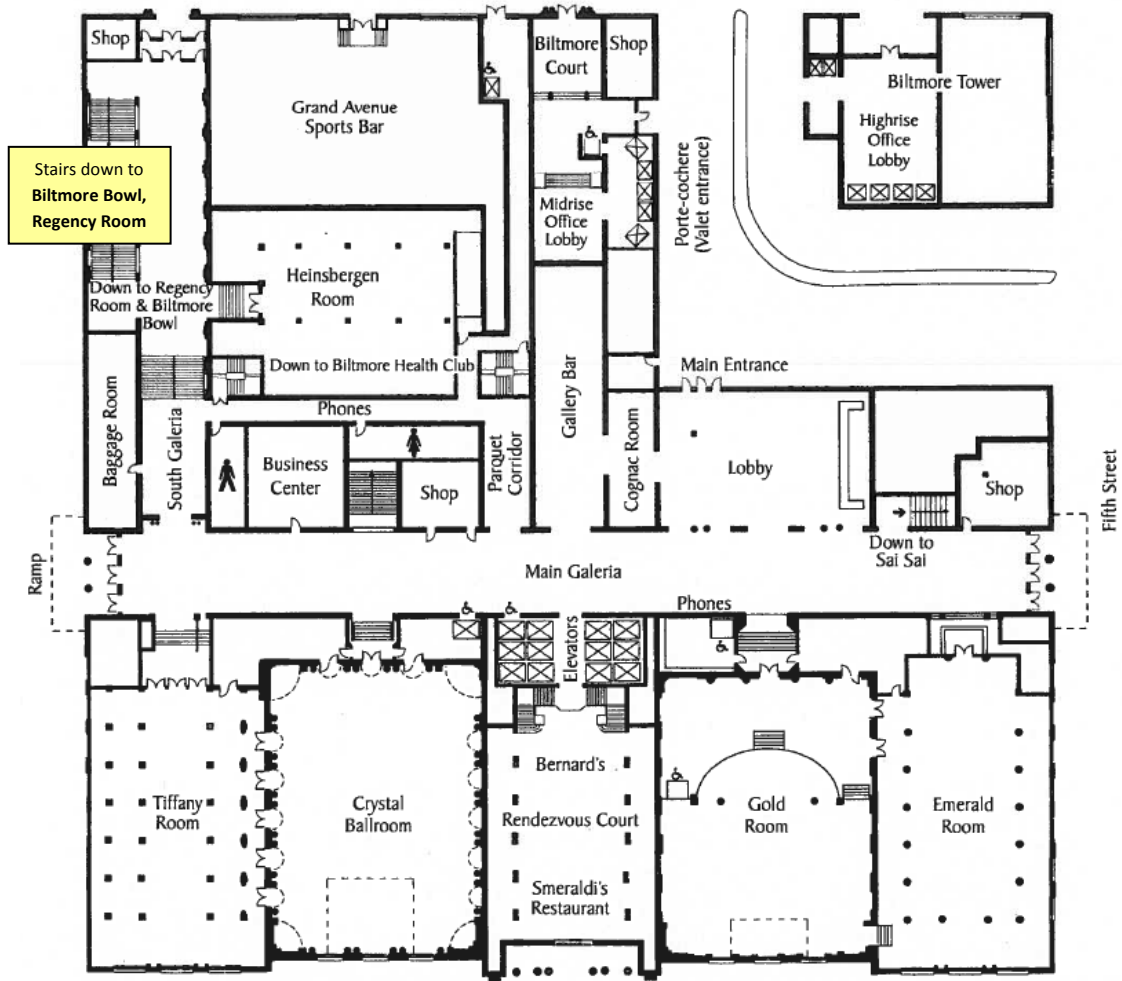 Shop
Biltmore
Court
Shop
Biltmore Tower
Grand Avenue
Sports Bar
Highrise
Office
Lobby
Stairs down to
Biltmore Bowl,
Regency Room
Porte-cochere
(Valet entrance)
Midrise
Office
Lobby
Heinsbergen
Room
Down to Regency
Room & Biltmore
Bowl
Down to Biltmore Health Club
Main Entrance
Phones
Baggage Room
South Galeria
Business
Center
Shop
Parquet
Corridor
Gallery Bar
Cognac Room
Lobby
Shop
Fifth Street
Down to
Sai Sai
Ramp
Main Galeria
Phones
Elevators
Bernard's
Tiffany
Room
Crystal
Ballroom
Rendezvous Court
Gold
Room
Emerald
Room
Smeraldi's
Restaurant